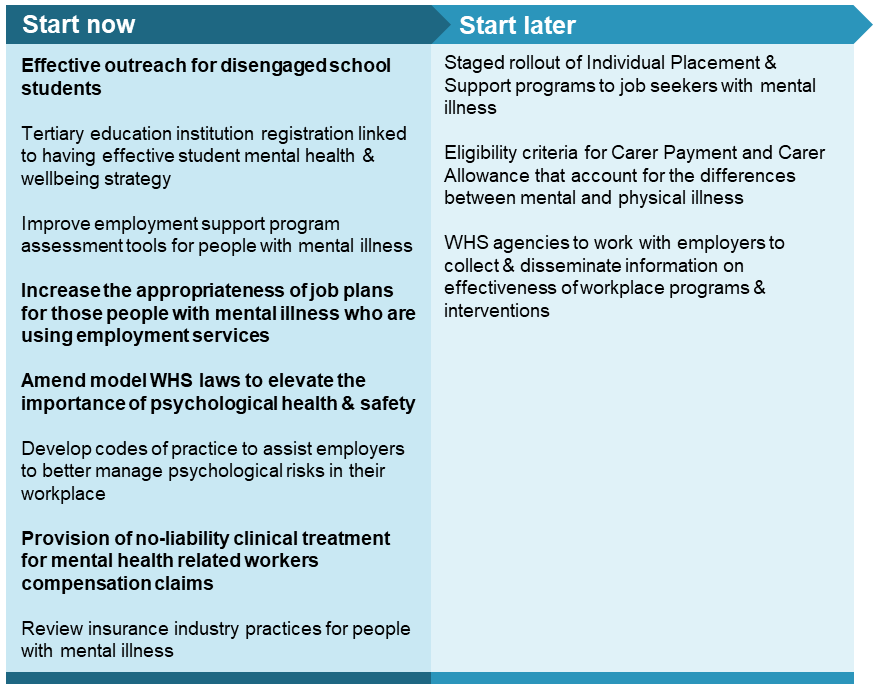 Start now
Effective outreach for disengaged school
students
Tertiary education institution registration linked
to having effective student mental health &
wellbeing strategy
Improve employment support program
assessment tools for people with mental illness
Increase the appropriateness of job plans
for those people with mental illness who are
using employment services
Amend model WHS laws to elevate the
importance of psychological health & safety
Develop codes of practice to assist employers
to better manage psychological risks in their
workplace
Provision of no-liability clinical treatment
for mental health related workers
compensation claims
Review insurance industry practices for people
with mental illness
Start later
Staged rollout of Individual Placement &
Support programs to job seekers with mental
illness
Eligibility criteria for Carer Payment and Carer
Allowance that account for the differences
between mental and physical illness
WHS agencies to work with employers to
collect & disseminate information on
effectiveness of workplace programs &
interventions